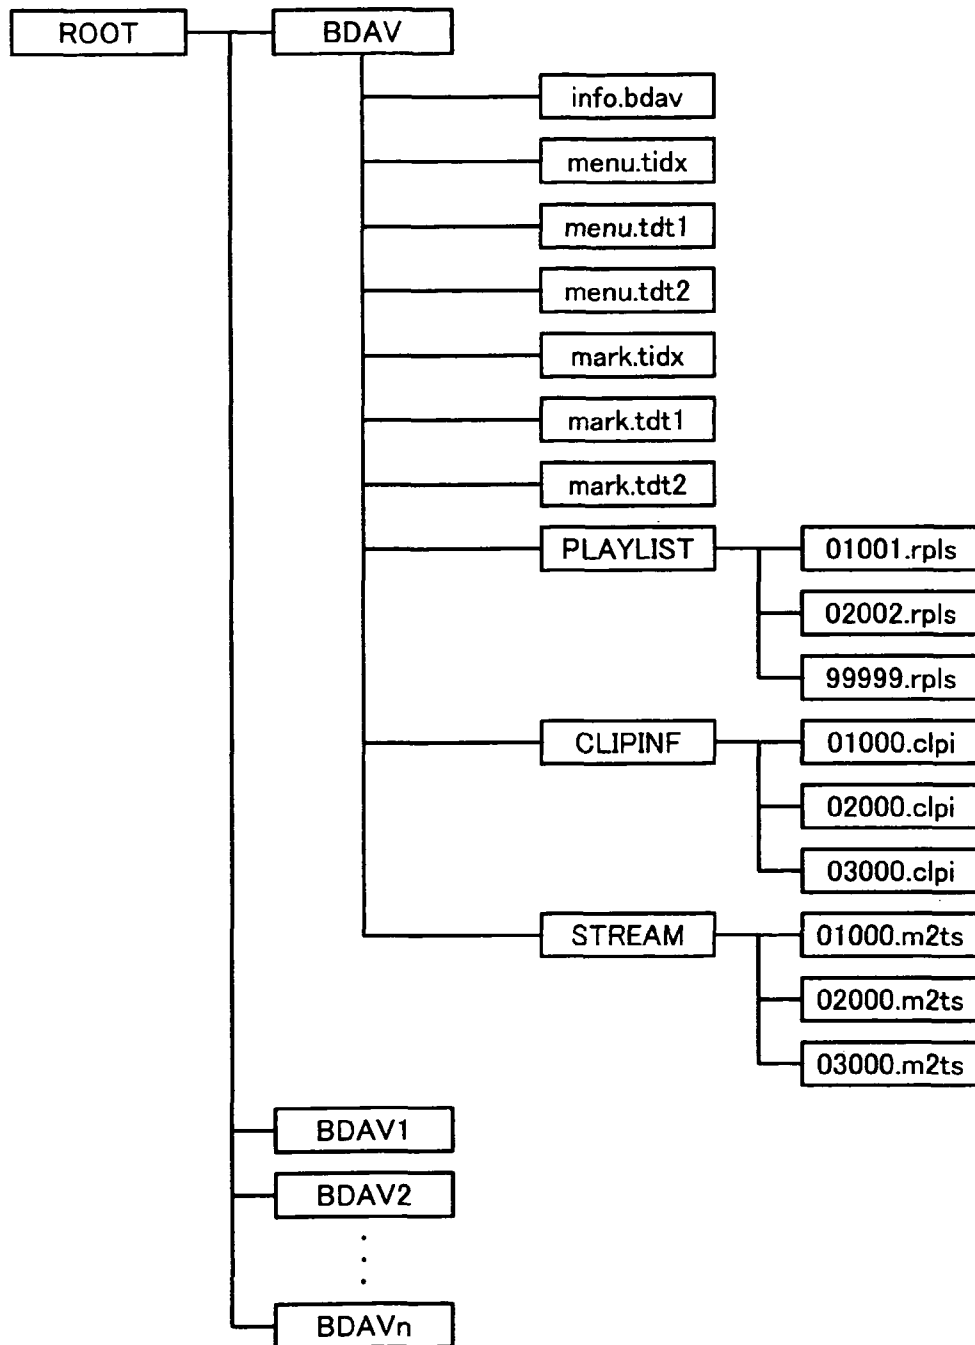 ROOT
BDAV
info.bdav
menu.tidx
menu.tdt1
menu.tdt2
mark.tidx
mark.tdt1
mark.tdt2
PLAYLIST
01001.rpls
02002.rpls
99999.rpls
CLIPINF
01000.clpi
02000.clpi
03000.clpi
STREAM
01000.m2ts
02000.m2ts
03000.m2ts
BDAV1
BDAV2
BDAVn